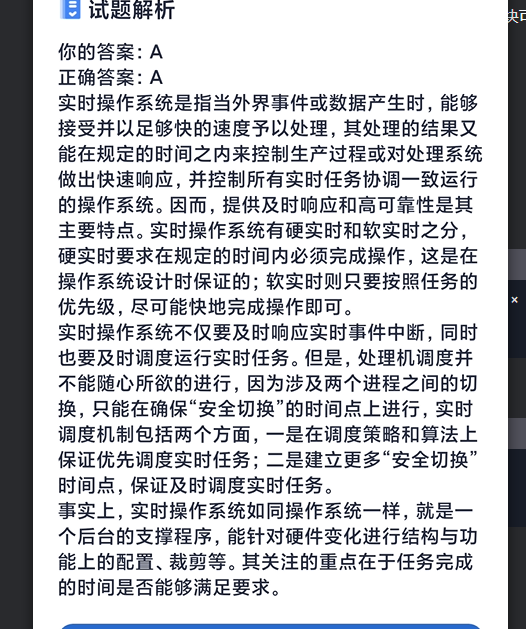 试题解析
你的答案：A
正确答案：A
实时操作系统是指当外界事件或数据产生时，能够
接受并以足够快的速度予以处理，其处理的结果又
能在规定的时间之内来控制生产过程或对处理系统
做出快速响应，并控制所有实时任务协调一致运行
的操作系统。因而，提供及时响应和高可靠性是其
主要特点。实时操作系统有硬实时和软实时之分，
硬实时要求在规定的时间内必须完成操作，这是在
操作系统设计时保证的；软实时则只要按照任务的
优先级，尽可能快地完成操作即可。
实时操作系统不仅要及时响应实时事件中断，同时
也要及时调度运行实时任务。但是，处理机调度并
不能随心所欲的进行，因为涉及两个进程之间的切
换，只能在确保“安全切换”的时间点上进行，实时
调度机制包括两个方面，一是在调度策略和算法上
保证优先调度实时任务；二是建立更多“安全切换”
时间点，保证及时调度实时任务。
事实上，实时操作系统如同操作系统一样，就是一
个后台的支撑程序，能针对硬件变化进行结构与功
能上的配置、裁剪等。其关注的重点在于任务完成
的时间是否能够满足要求。